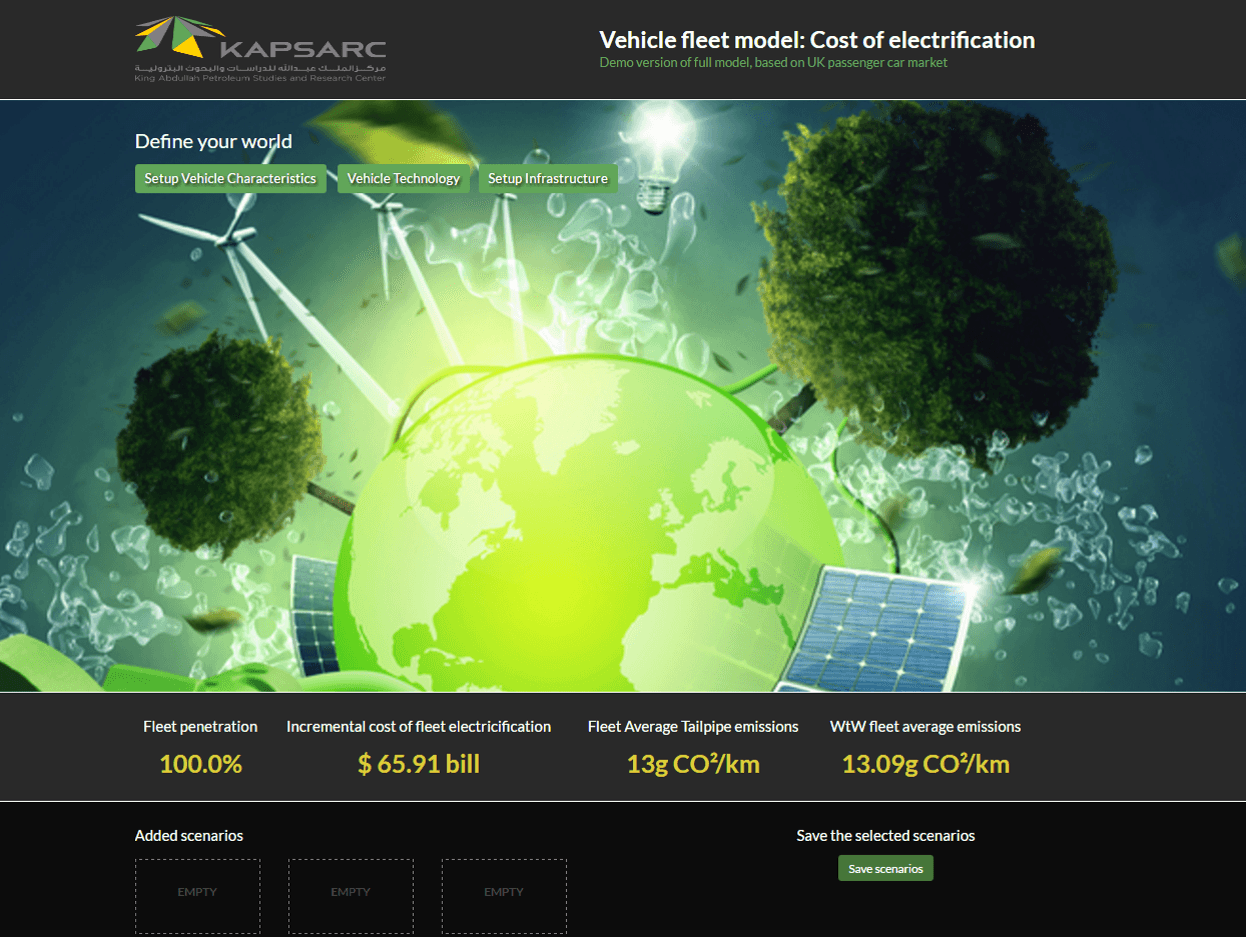 KAPSARC
مركز الملك عبدالله للدراسات والبحوث البترولية
King Abdullah Petroleum Studies and Research Center
Vehicle fleet model: Cost of electrification
Demo version of full model, based on UK passenger car market
Define your world
Setup Vehicle Characteristics
Vehicle Technology
Setup Infrastructure
Fleet penetration
100.0%
Incremental cost of fleet electricification
$ 65.91 bill
Fleet Average Tailpipe emissions
13g CO²/km
WtW fleet average emissions
13.09g CO²/km
Added scenarios
EMPTY
EMPTY
EMPTY
Save the selected scenarios
Save scenarios